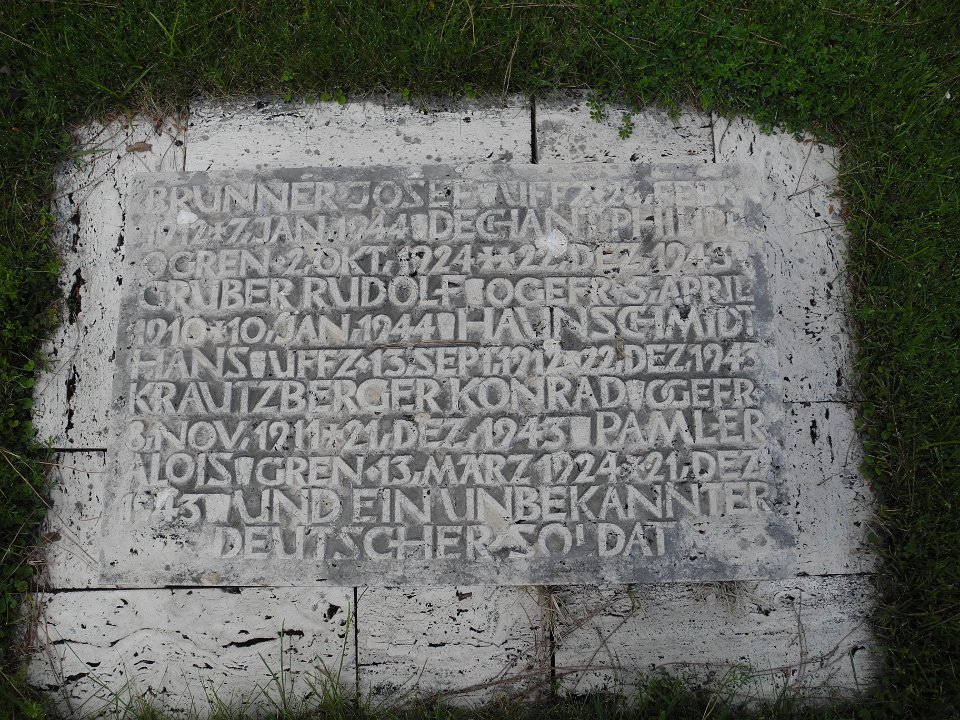 BRUNNER JOSEF UFFZ. 26. FEBR.
1912 * 7. JAN. 1944 DECHANT PHILIPP
OGREN. 2. OKT. 1924 * 22. DEZ. 1943
GRUBER RUDOLF OGEFR. 5. APRIL
1910 * 10. JAN. 1944 HAUNSCHMIDT
HANS UFFZ. 13. SEPT. 1912 * 22. DEZ. 1943
KRAUTZBERGER KONRAD OGEFR.
8. NOV. 1911 * 21. DEZ. 1943 PAMLER
ALOIS GREN. 13. MÄRZ 1924 * 21. DEZ.
1943 UND EIN UNBEKANNTER
DEUTSCHER SOLDAT